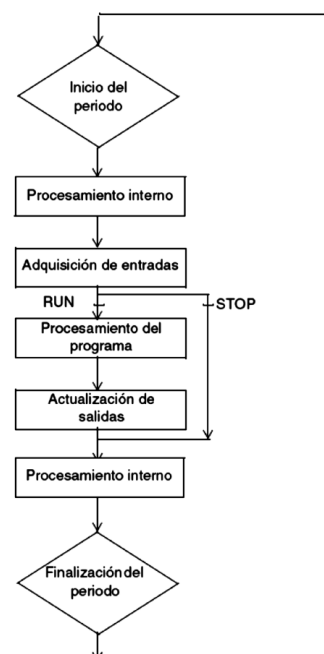 Inicio del
periodo
Procesamiento interno
Adquisición de entradas
RUN
STOP
Procesamiento del
programa
Actualización de
salidas
Procesamiento interno
Finalización del
periodo